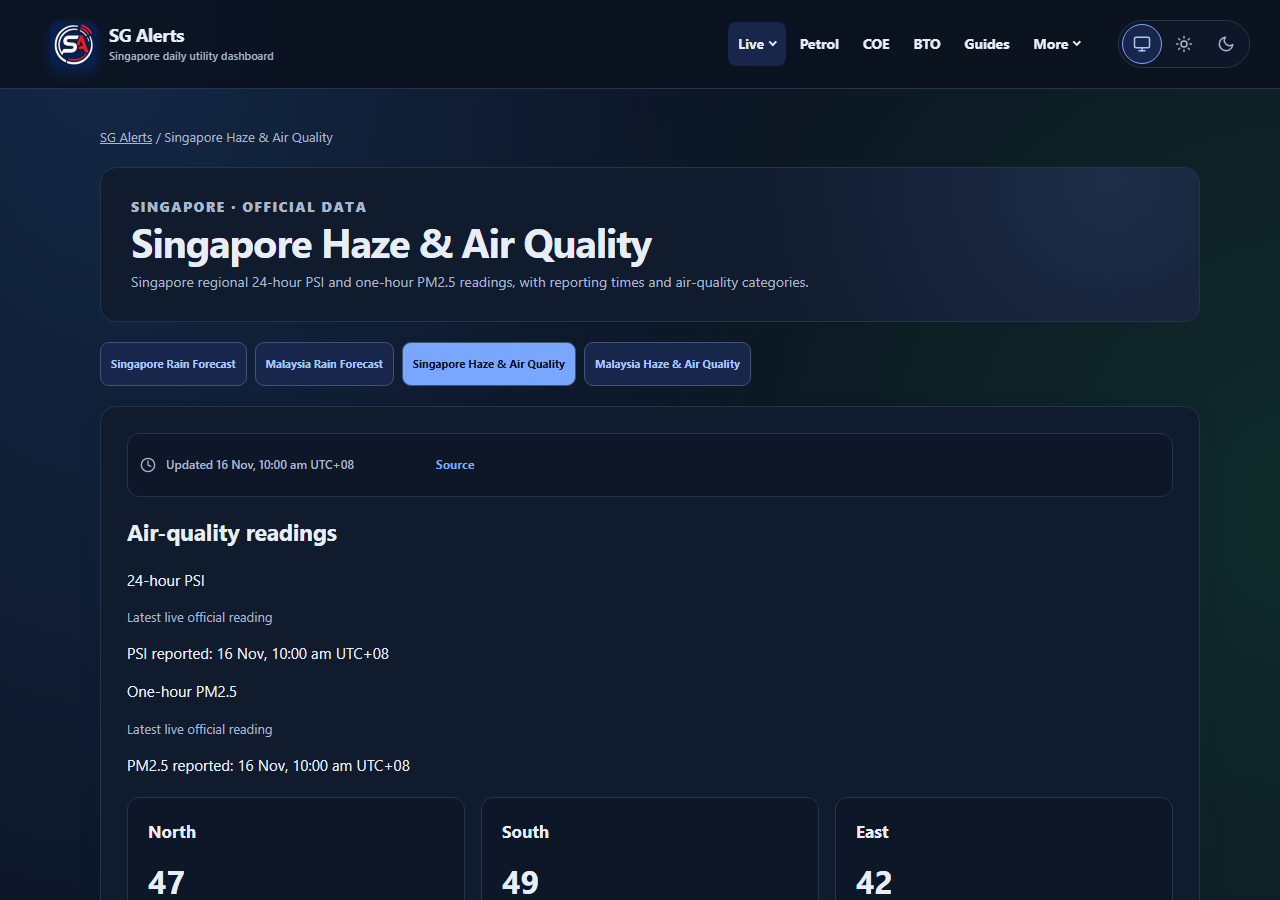 SA
SG Alerts
Singapore daily utility dashboard
Live
Petrol
COE
BTO
Guides
More
SG Alerts / Singapore Haze & Air Quality
SINGAPORE · OFFICIAL DATA
Singapore Haze & Air Quality
Singapore regional 24-hour PSI and one-hour PM2.5 readings, with reporting times and air-quality categories.
Singapore Rain Forecast
Malaysia Rain Forecast
Singapore Haze & Air Quality
Malaysia Haze & Air Quality
Updated 16 Nov, 10:00 am UTC+08
Source
Air-quality readings
24-hour PSI
Latest live official reading
PSI reported: 16 Nov, 10:00 am UTC+08
One-hour PM2.5
Latest live official reading
PM2.5 reported: 16 Nov, 10:00 am UTC+08
North
South
East
47
49
42